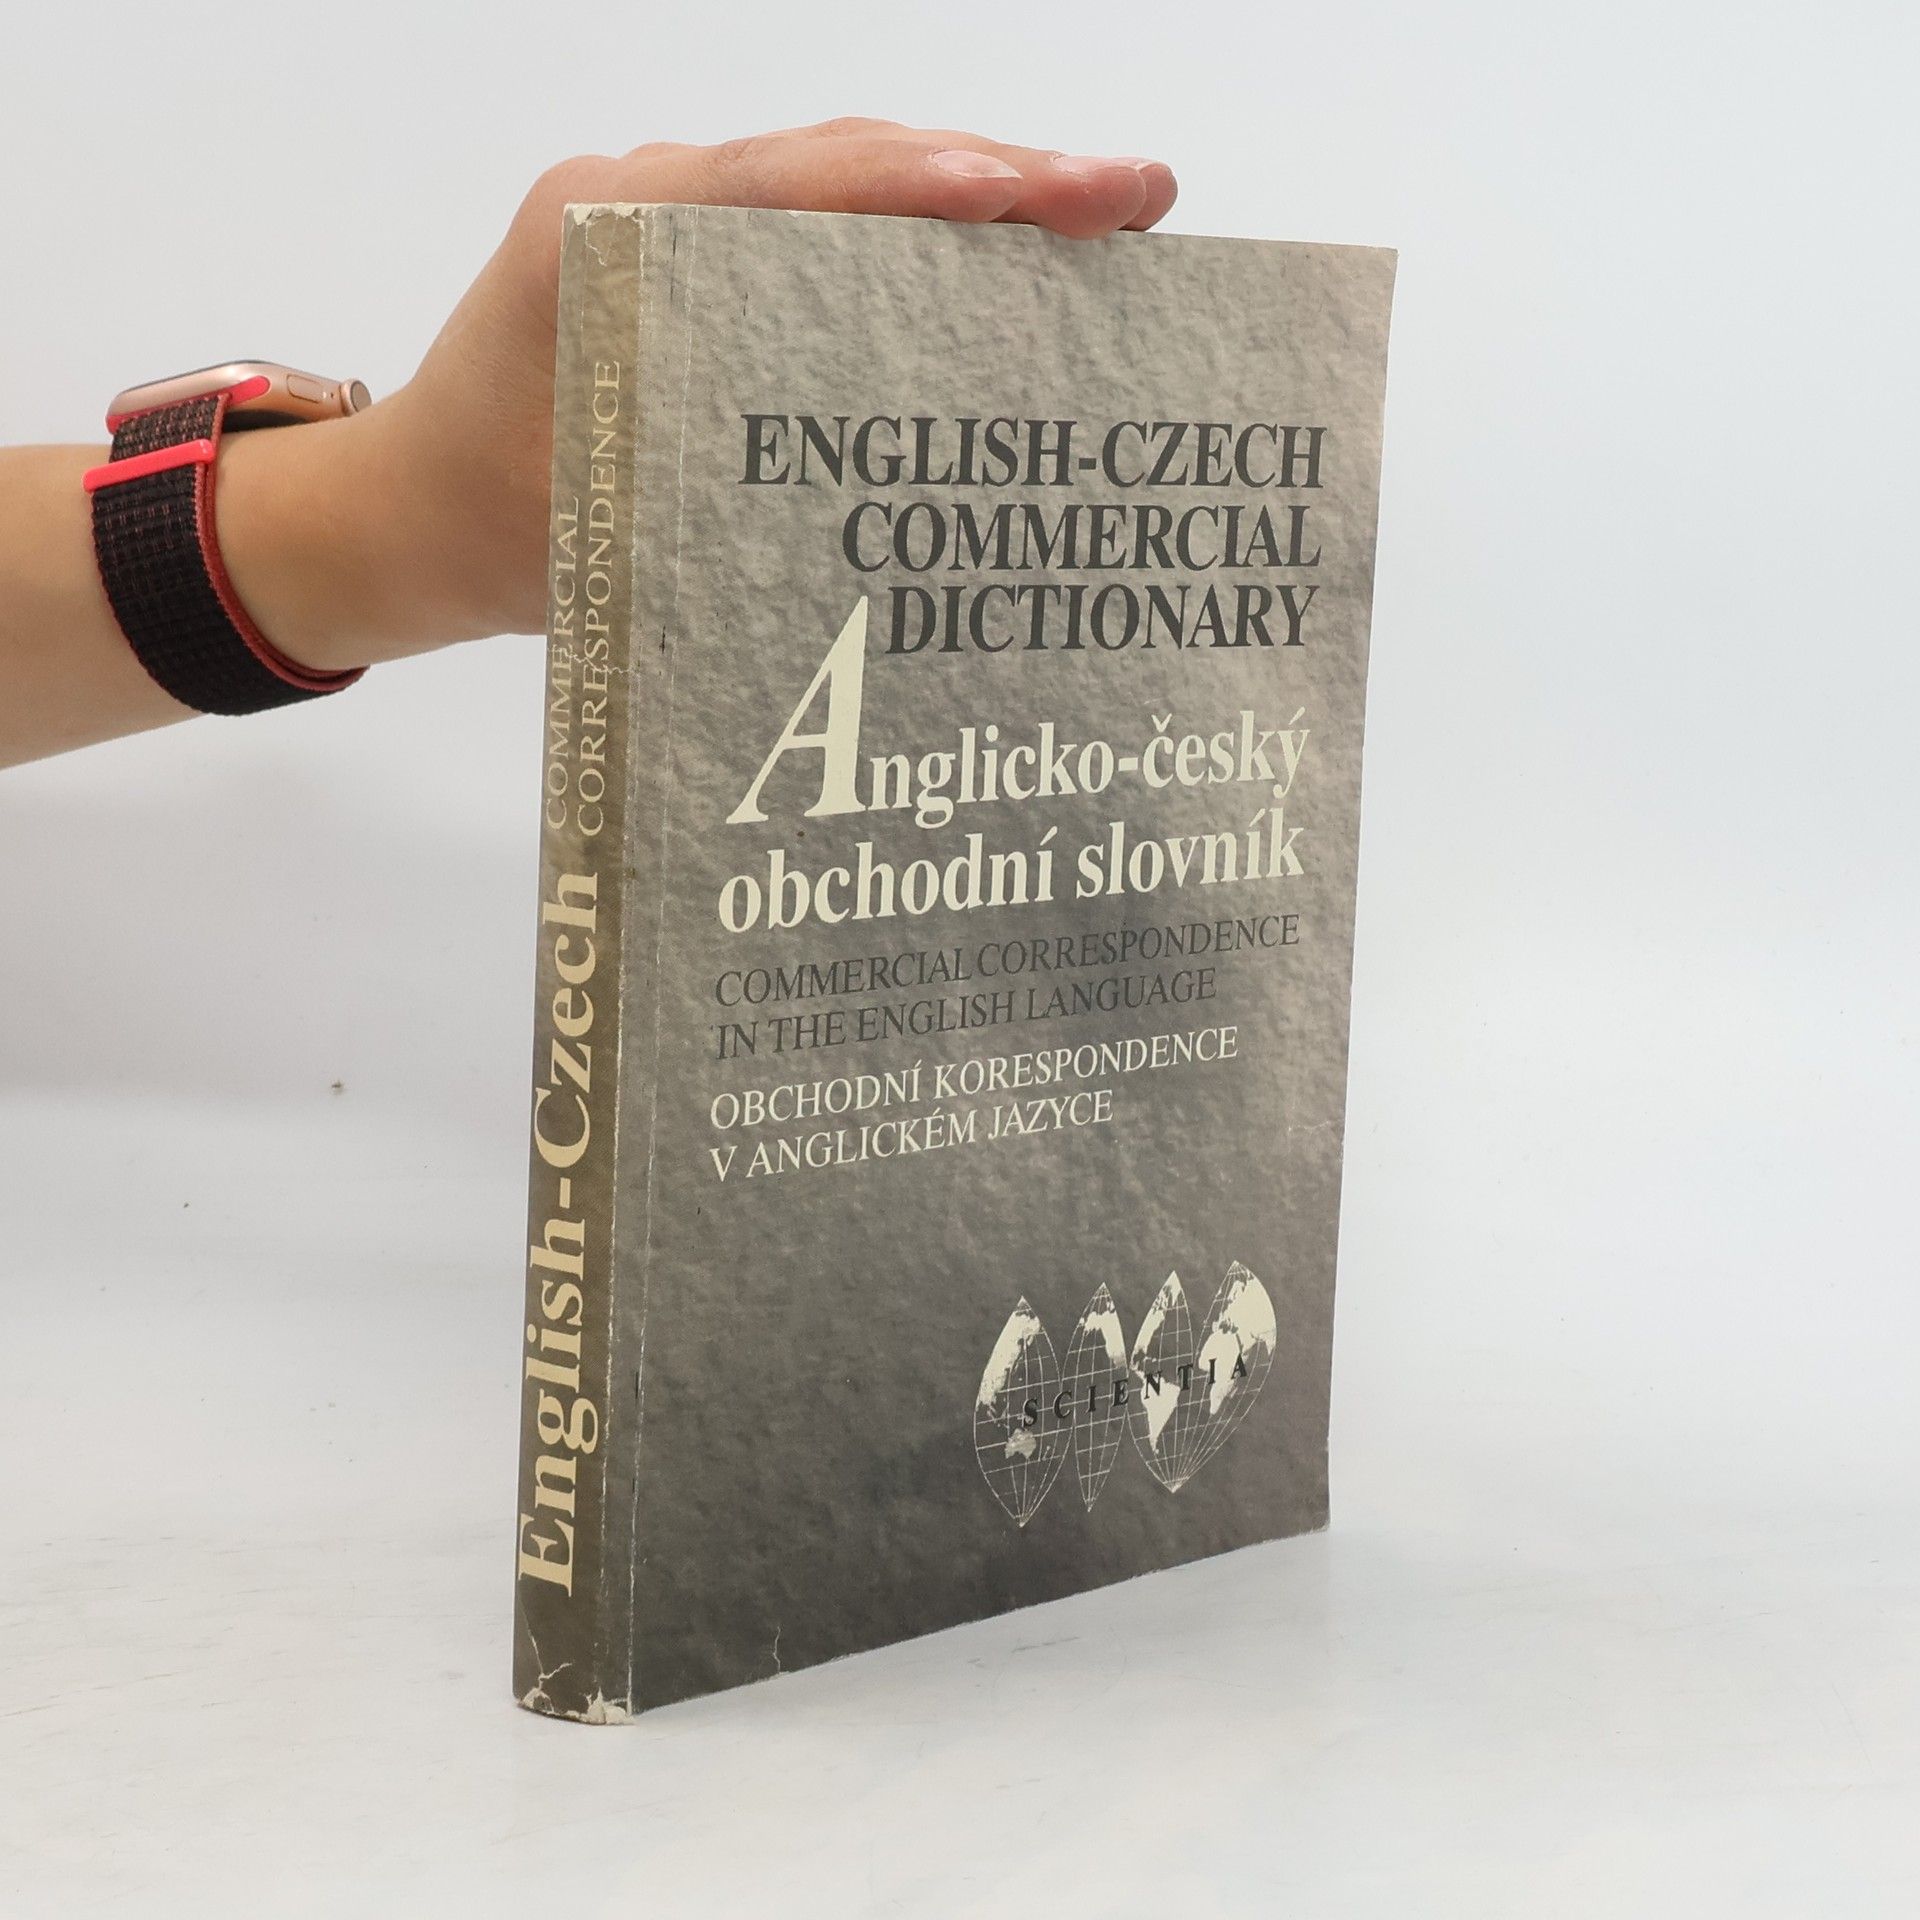 ENGLISH-CZECH
COMMERCIAL
DICTIONARY
Anglicko-český
obchodní slovník
COMMERCIAL CORRESPONDENCE
IN THE ENGLISH LANGUAGE
OBCHODNÍ KORESPONDENCE
V ANGLICKÉM JAZYCE
SCIENTIA
English-Czech
COMMERCIAL
CORRESPONDENCE